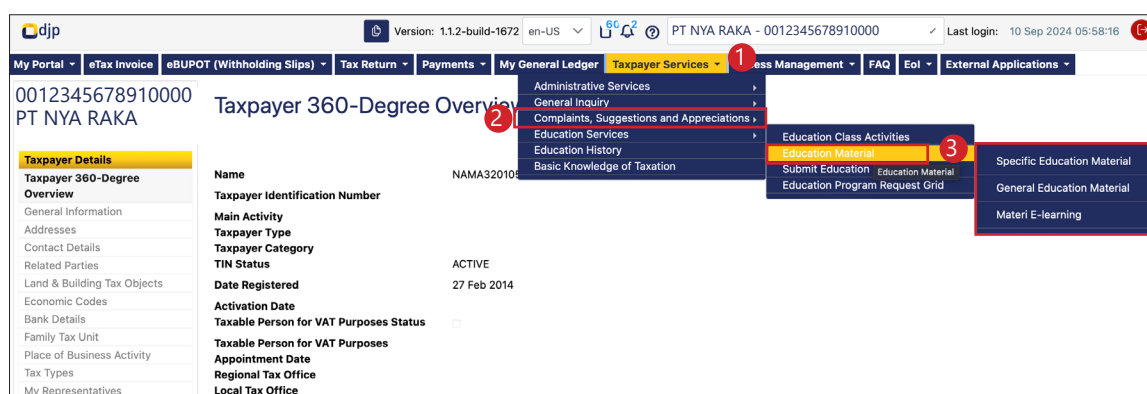 djp
Version: 1.1.2-build-1672 en-US 60 2 PT NYA RAKA - 0012345678910000 Last login: 10 Sep 2024 05:58:16
My Portal eTax Invoice eBUPOT (Withholding Slips) Tax Return Payments My General Ledger Taxpayer Services 1 ess Management FAQ EoI External Applications
0012345678910000
PT NYA RAKA
Taxpayer 360-Degree Overview
Administrative Services
General Inquiry
2 Complaints, Suggestions and Appreciations
Education Services
Education History
Basic Knowledge of Taxation
Education Class Activities
Education Material 3
Submit Education
Education Material
Education Program Request Grid
Specific Education Material
General Education Material
Materi E-learning
Taxpayer Details
Taxpayer 360-Degree
Overview
General Information
Addresses
Contact Details
Related Parties
Land & Building Tax Objects
Economic Codes
Bank Details
Family Tax Unit
Place of Business Activity
Tax Types
My Representatives
Name NAMA320105
Taxpayer Identification Number
Main Activity
Taxpayer Type
Taxpayer Category
TIN Status ACTIVE
Date Registered 27 Feb 2014
Activation Date
Taxable Person for VAT Purposes Status
Taxable Person for VAT Purposes
Appointment Date
Regional Tax Office
Local Tax Office